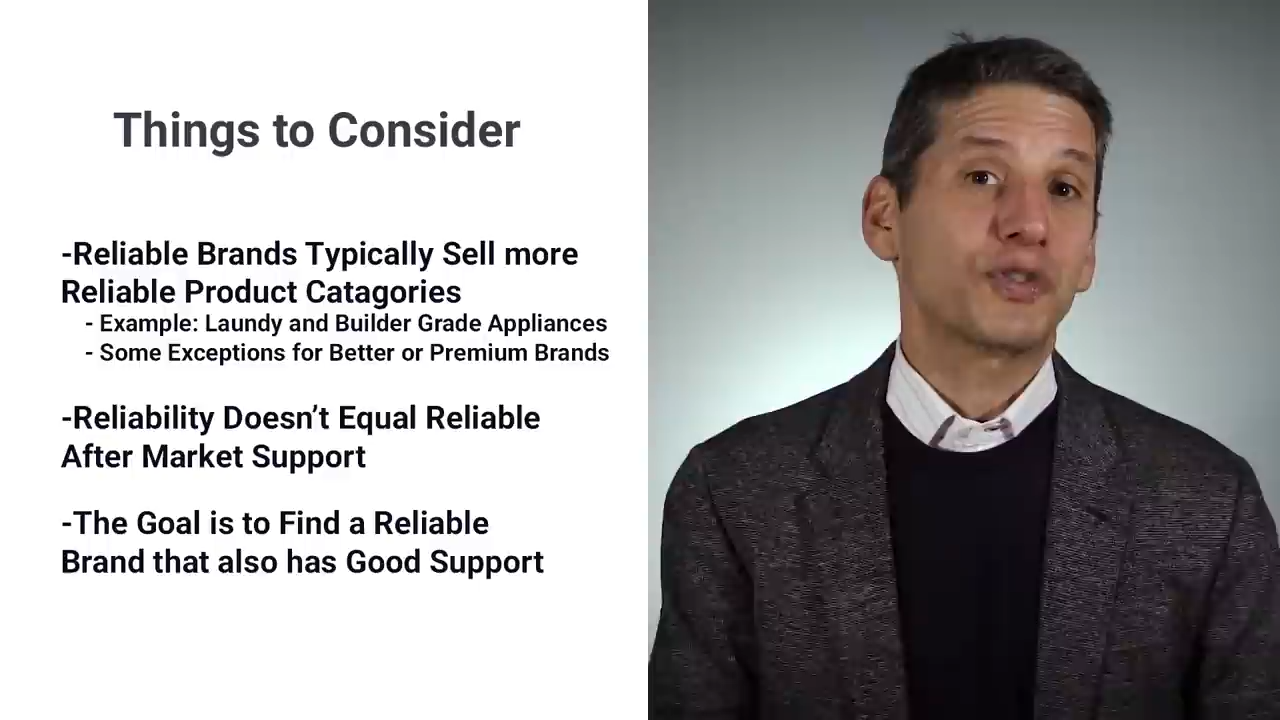 Things to Consider
-Reliable Brands Typically Sell more
Reliable Product Catagories
- Example: Laundy and Builder Grade Appliances
- Some Exceptions for Better or Premium Brands
-Reliability Doesn’t Equal Reliable
After Market Support
-The Goal is to Find a Reliable
Brand that also has Good Support